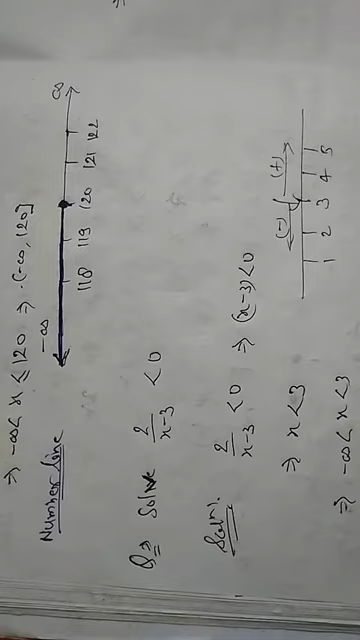 ⇒ -∞ < x ≤ 120 ⇒ (-∞, 120]
Number line
-∞ 118 119 120 121 122 ∞
Q ⇒ Solve 2/(x-3) < 0
Soln. 2/(x-3) < 0 ⇒ (x-3) < 0
(-) (+)
1 2 3 4 5
⇒ x < 3
⇒ -∞ < x < 3